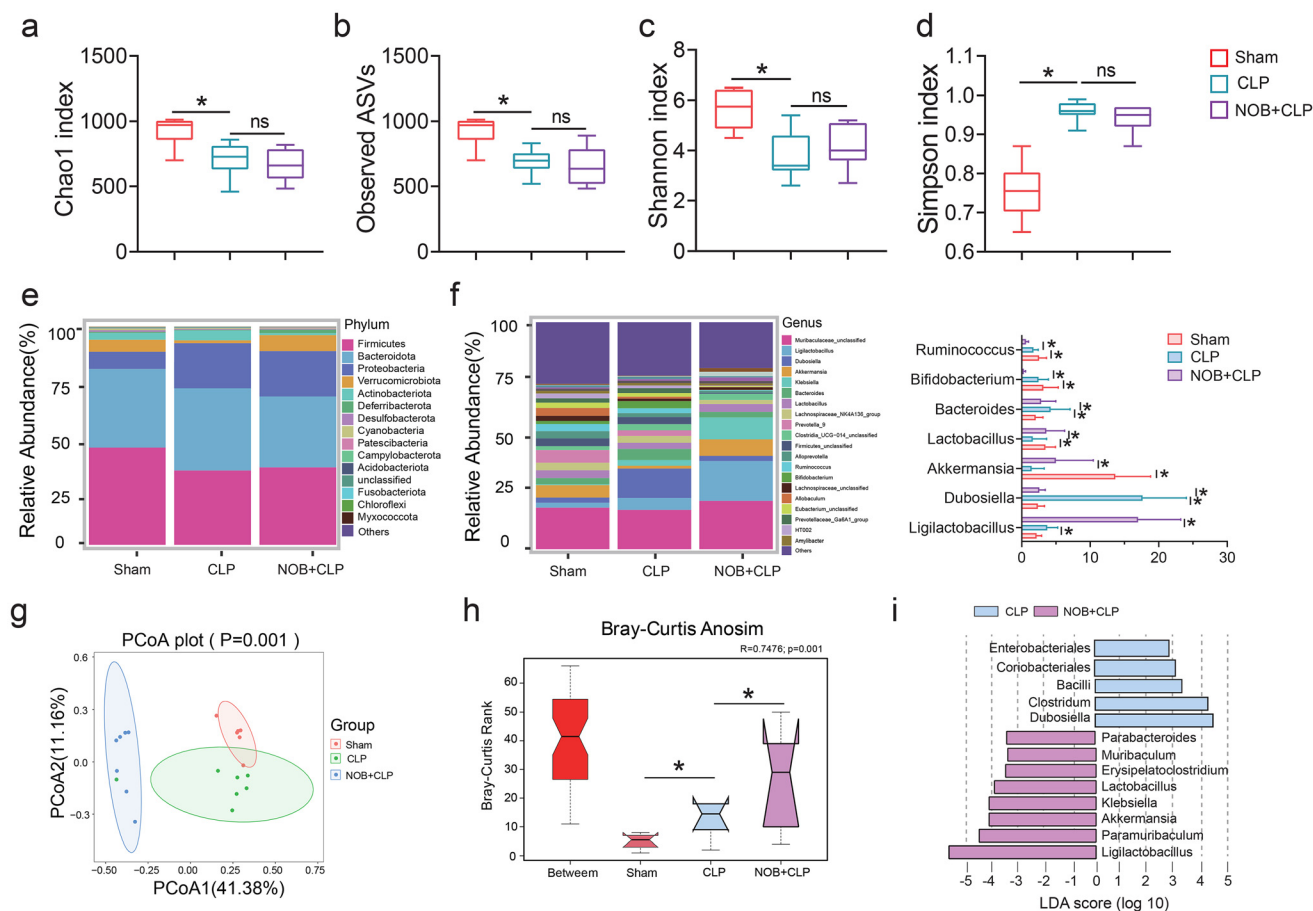 a
b
c
d
1500
1000
500
0
Chao1 index
*
ns
1500
1000
500
0
Observed ASVs
*
ns
8
6
4
2
0
Shannon index
*
ns
1.1
1.0
0.9
0.8
0.7
0.6
Simpson index
*
ns
Sham
CLP
NOB+CLP
e
Relative Abundance(%)
100
75
50
25
0
Sham
CLP
NOB+CLP
Phylum
Firmicutes
Bacteroidota
Proteobacteria
Verrucomicrobiota
Actinobacteriota
Deferribacterota
Desulfobacterota
Cyanobacteria
Patescibacteria
Campylobacterota
Acidobacteriota
unclassified
Fusobacteriota
Chloroflexi
Myxococcota
Others
f
Relative Abundance(%)
100
75
50
25
0
Sham
CLP
NOB+CLP
Genus
Muribaculaceae_unclassified
Ligilactobacillus
Dubosiella
Akkermansia
Klebsiella
Bacteroides
Lactobacillus
Lachnospiraceae_NK4A136_group
Prevotella_9
Clostridia_UCG-014_unclassified
Firmicutes_unclassified
Alloprevotella
Ruminococcus
Bifidobacterium
Lachnospiraceae_unclassified
Allobaculum
Eubacterium_unclassified
Prevotellaceae_Ga6A1_group
HT002
Amylibacter
Others
Sham
CLP
NOB+CLP
Ruminococcus
*
*
Bifidobacterium
*
*
Bacteroides
*
*
Lactobacillus
*
*
Akkermansia
*
*
Dubosiella
*
*
Ligilactobacillus
*
*
0
10
20
30
g
PCoA plot ( P=0.001 )
0.6
0.3
0.0
−0.3
PCoA2(11.16%)
−0.50
−0.25
0.00
0.25
0.50
0.75
PCoA1(41.38%)
Group
Sham
CLP
NOB+CLP
h
Bray-Curtis Anosim
R=0.7476; p=0.001
60
50
40
30
20
10
0
Bray-Curtis Rank
*
*
Betweem
Sham
CLP
NOB+CLP
i
CLP
NOB+CLP
Enterobacteriales
Coriobacteriales
Bacilli
Clostridum
Dubosiella
Parabacteroides
Muribaculum
Erysipelatoclostridium
Lactobacillus
Klebsiella
Akkermansia
Paramuribaculum
Ligilactobacillus
-5
-4
-3
-2
-1
0
1
2
3
4
5
LDA score (log 10)